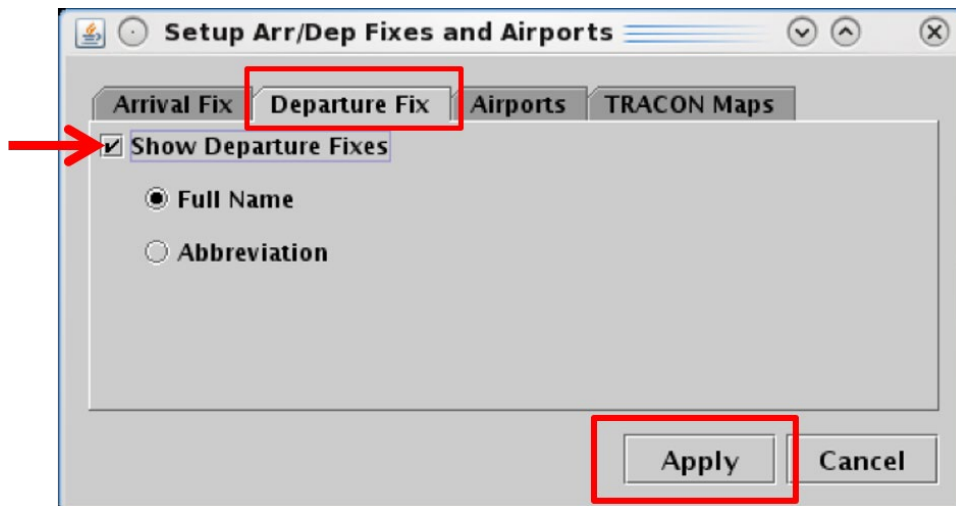 Setup Arr/Dep Fixes and Airports
Arrival Fix Departure Fix Airports TRACON Maps
Show Departure Fixes
Full Name
Abbreviation
Apply Cancel